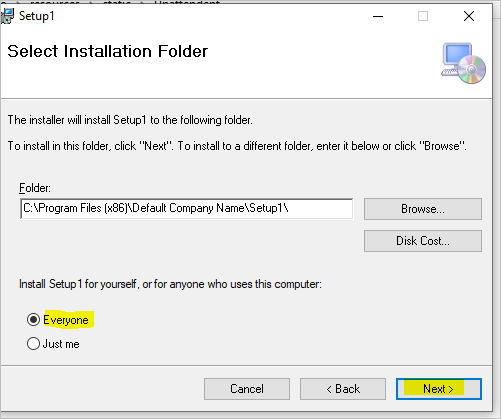 resources > static > Unattendent
Setup1
Select Installation Folder
The installer will install Setup1 to the following folder.
To install in this folder, click "Next". To install to a different folder, enter it below or click "Browse".
Folder:
C:\Program Files (x86)\Default Company Name\Setup1\
Browse...
Disk Cost...
Install Setup1 for yourself, or for anyone who uses this computer:
Everyone
Just me
Cancel
< Back
Next >